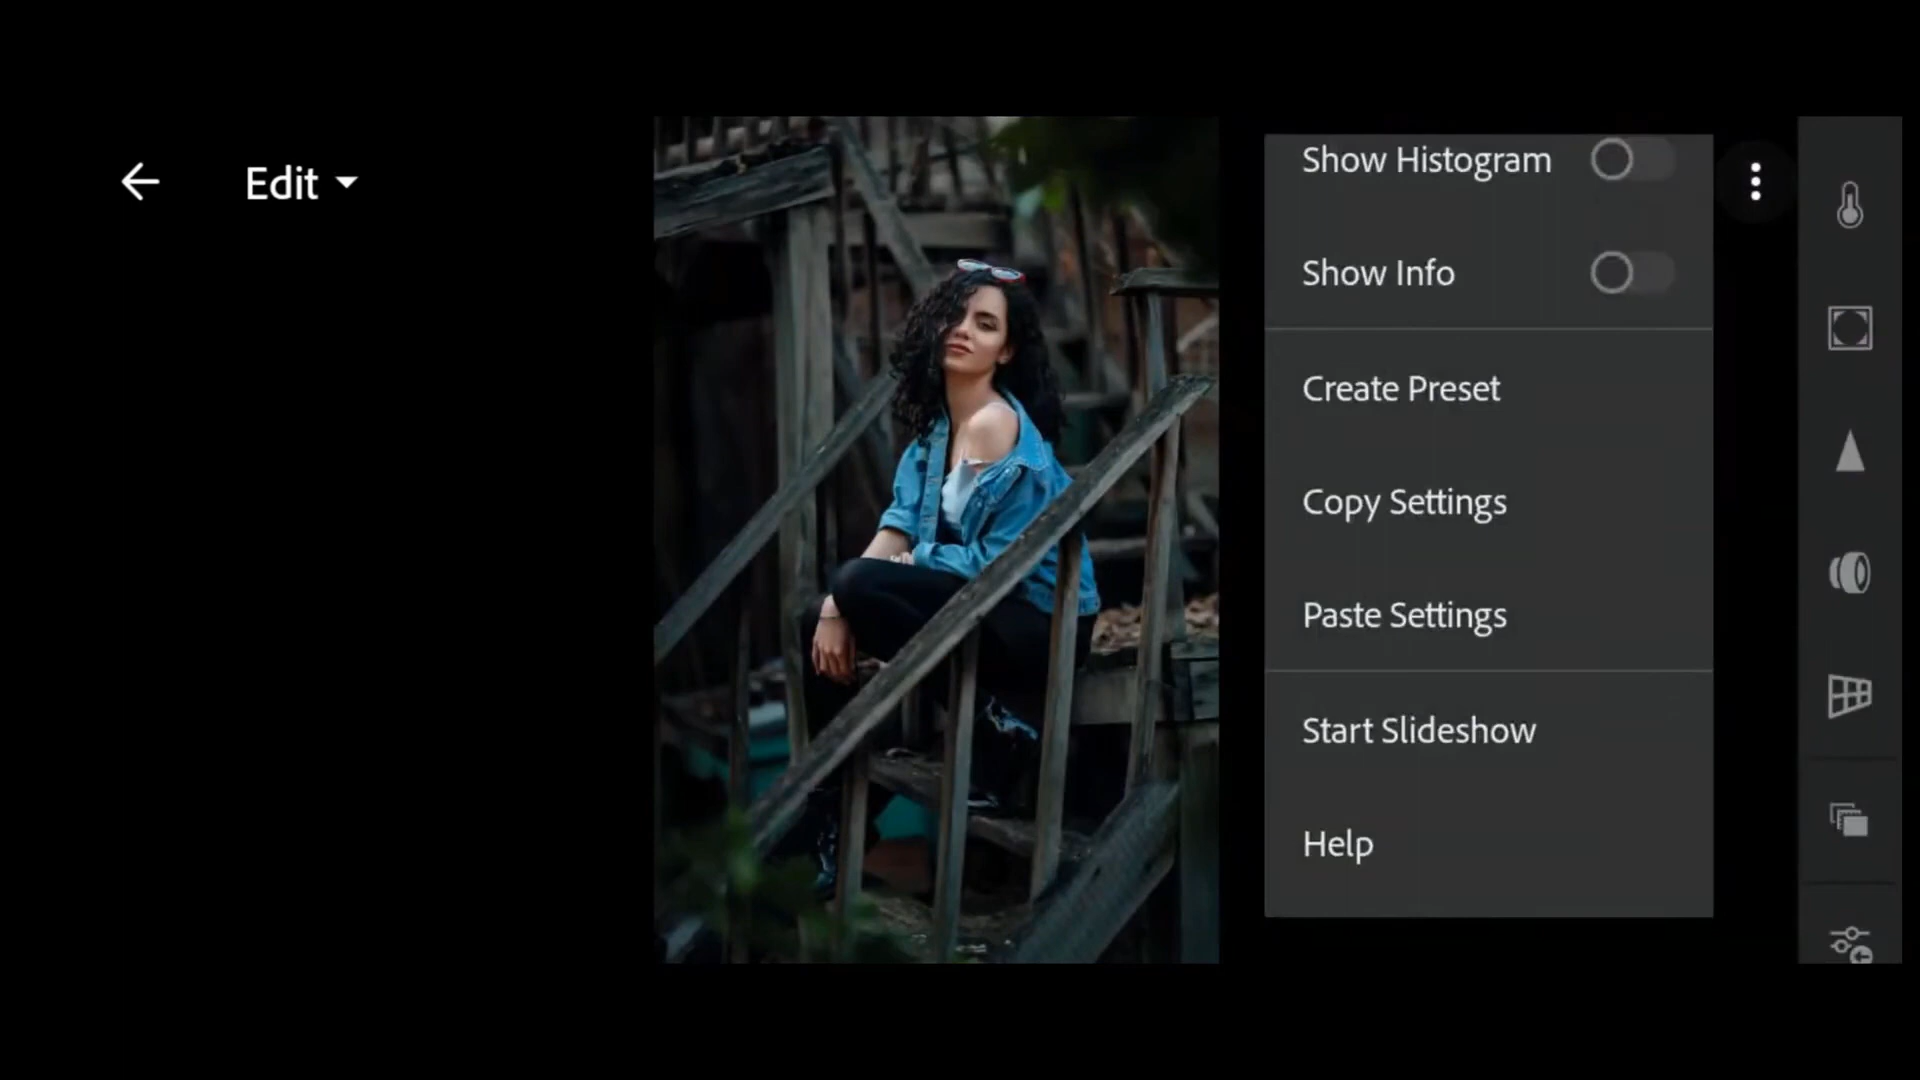 Edit
Show Histogram
Show Info
Create Preset
Copy Settings
Paste Settings
Start Slideshow
Help